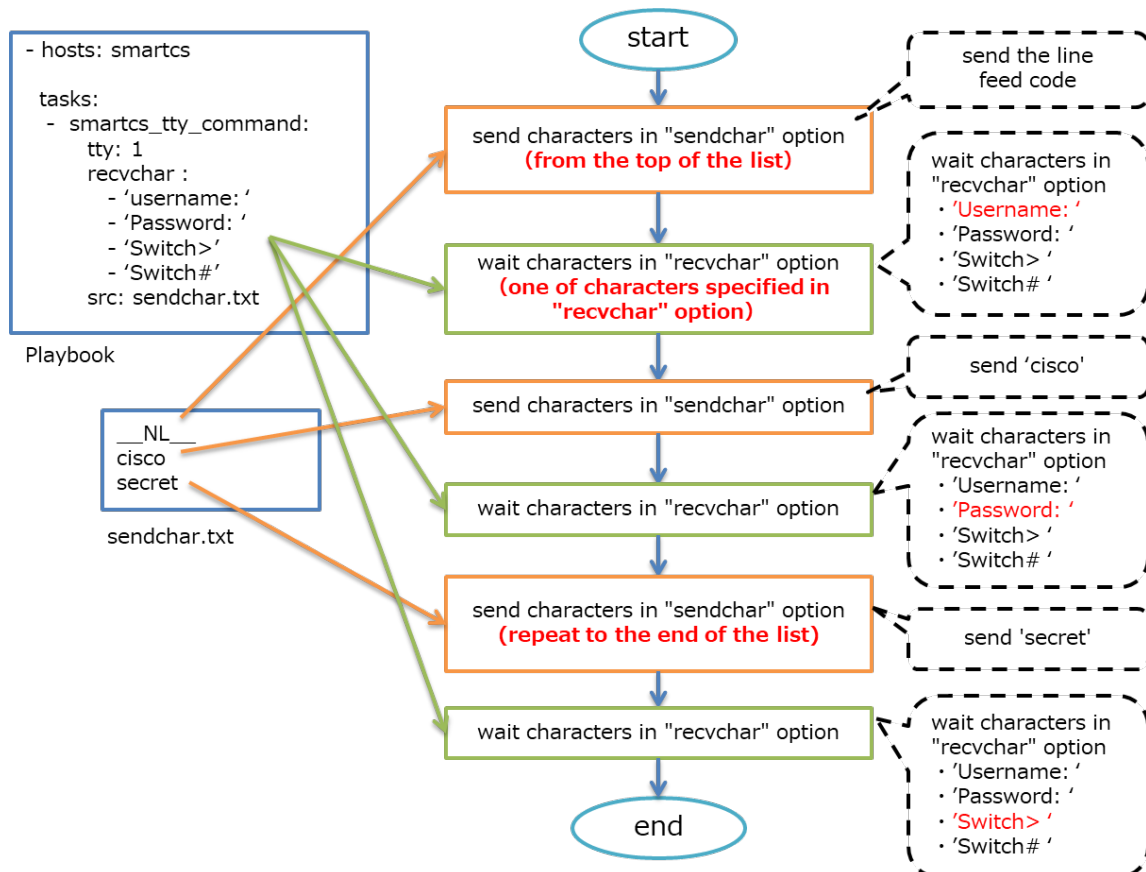 - hosts: smartcs
tasks:
- smartcs_tty_command:
tty: 1
recvchar :
- ‘username: ‘
- ‘Password: ‘
- ‘Switch>’
- ‘Switch#’
src: sendchar.txt
Playbook
__NL__
cisco
secret
sendchar.txt
start
send characters in "sendchar" option
(from the top of the list)
wait characters in "recvchar" option
(one of characters specified in
"recvchar" option)
send characters in "sendchar" option
wait characters in "recvchar" option
send characters in "sendchar" option
(repeat to the end of the list)
wait characters in "recvchar" option
end
send the line
feed code
wait characters in
"recvchar" option
・’Username: ‘
・’Password: ‘
・’Switch> ‘
・’Switch# ‘
send ‘cisco'
wait characters in
"recvchar" option
・’Username: ‘
・’Password: ‘
・’Switch> ‘
・’Switch# ‘
send 'secret'
wait characters in
"recvchar" option
・’Username: ‘
・’Password: ‘
・’Switch> ‘
・’Switch# ‘